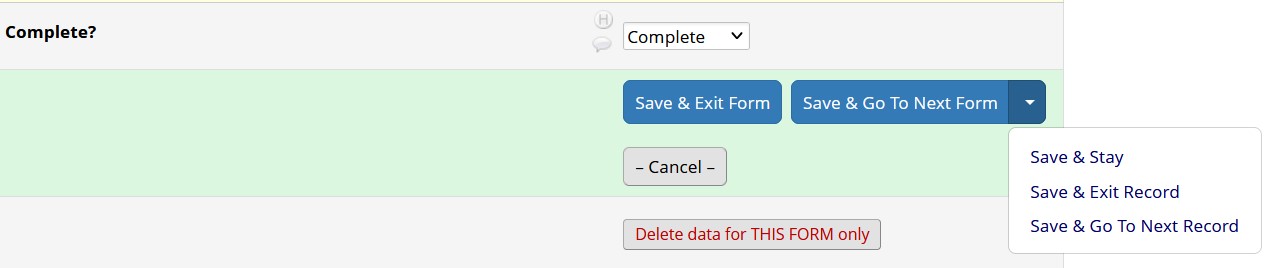 Complete?
H
Complete
Save & Exit Form
Save & Go To Next Form
Save & Stay
– Cancel –
Save & Exit Record
Save & Go To Next Record
Delete data for THIS FORM only